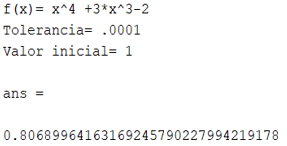 f(x)= x^4 +3*x^3-2
Tolerancia= .0001
Valor inicial= 1
ans =
0.80689964163169245790227994219178